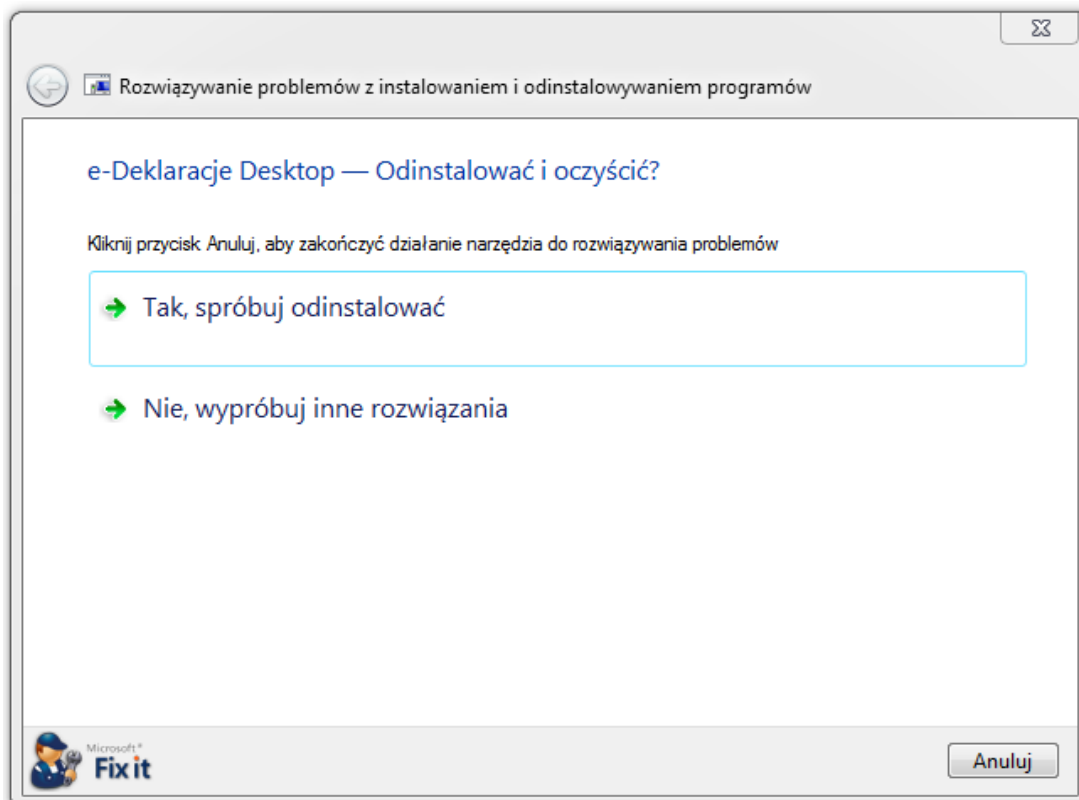 Rozwiązywanie problemów z instalowaniem i odinstalowywaniem programów
e-Deklaracje Desktop — Odinstalować i oczyścić?
Kliknij przycisk Anuluj, aby zakończyć działanie narzędzia do rozwiązywania problemów
Tak, spróbuj odinstalować
Nie, wypróbuj inne rozwiązania
Microsoft®
Fix it
Anuluj